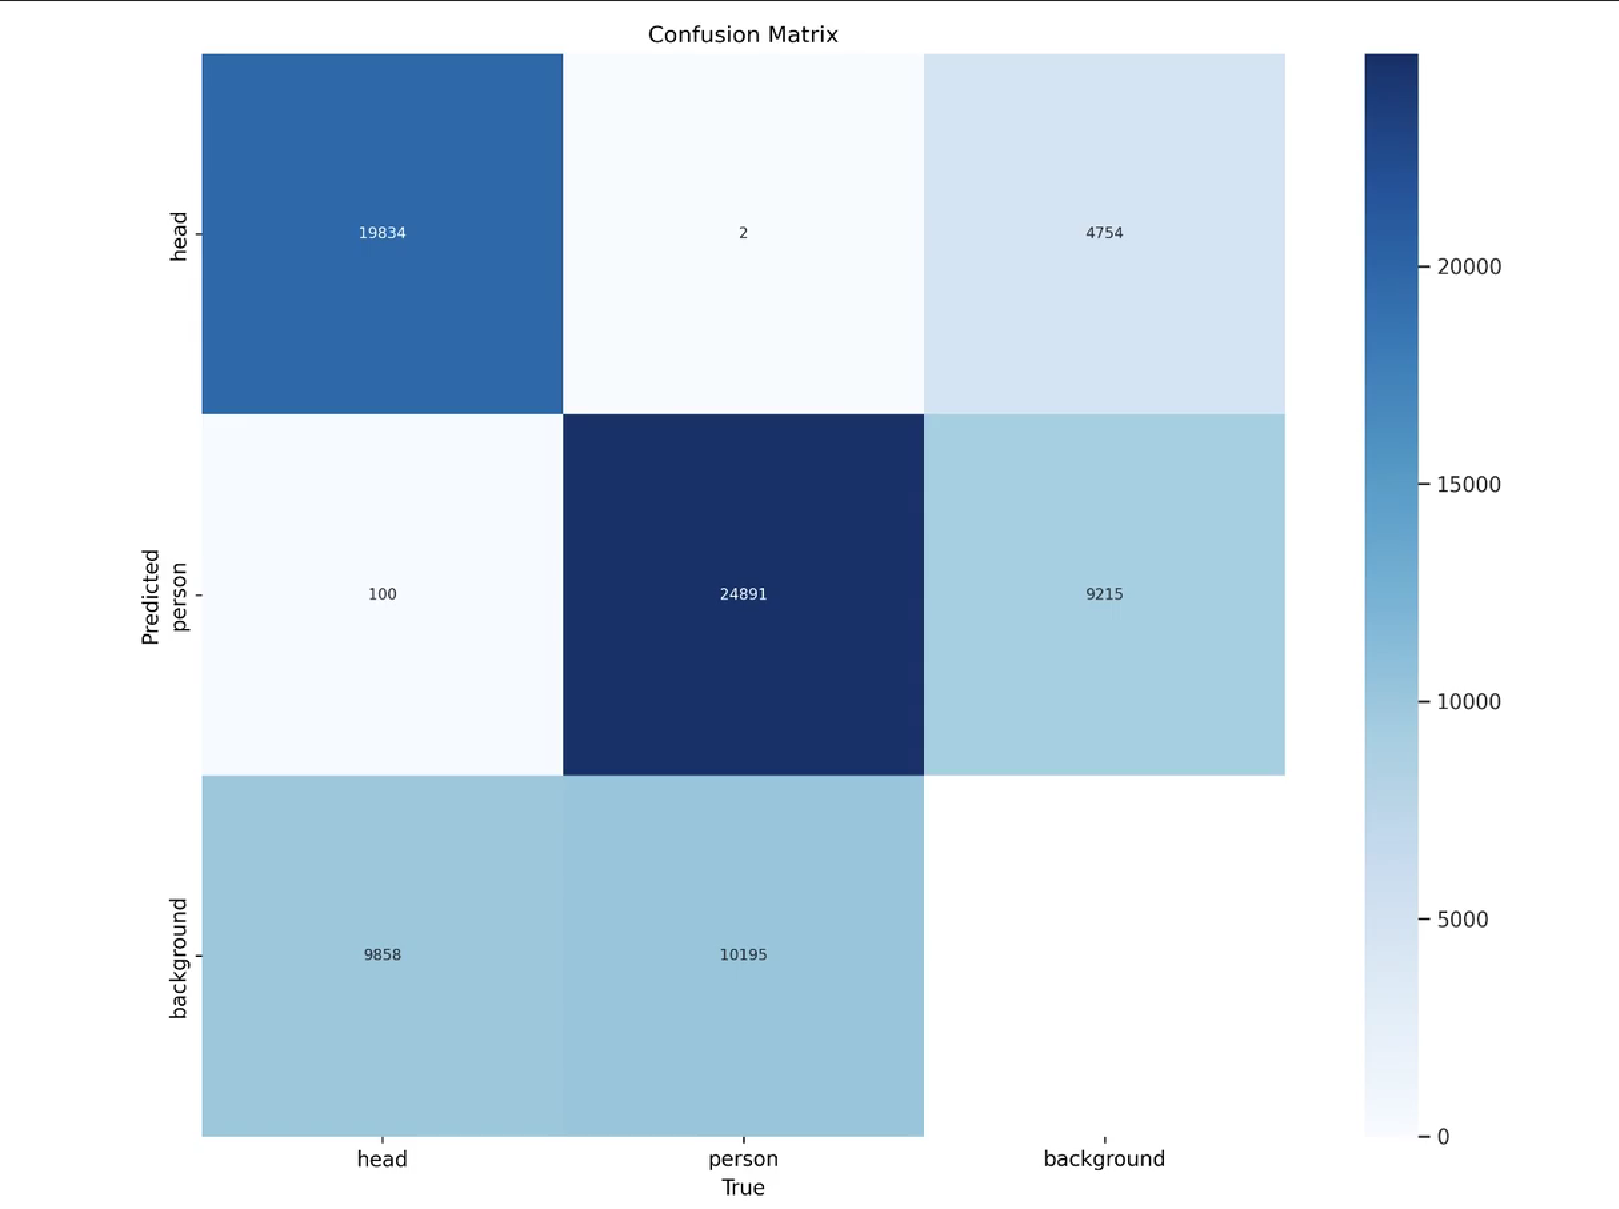 Confusion Matrix
head
19834
2
4754
20000
15000
Predicted
person
100
24891
9215
10000
5000
background
9858
10195
0
head
person
background
True